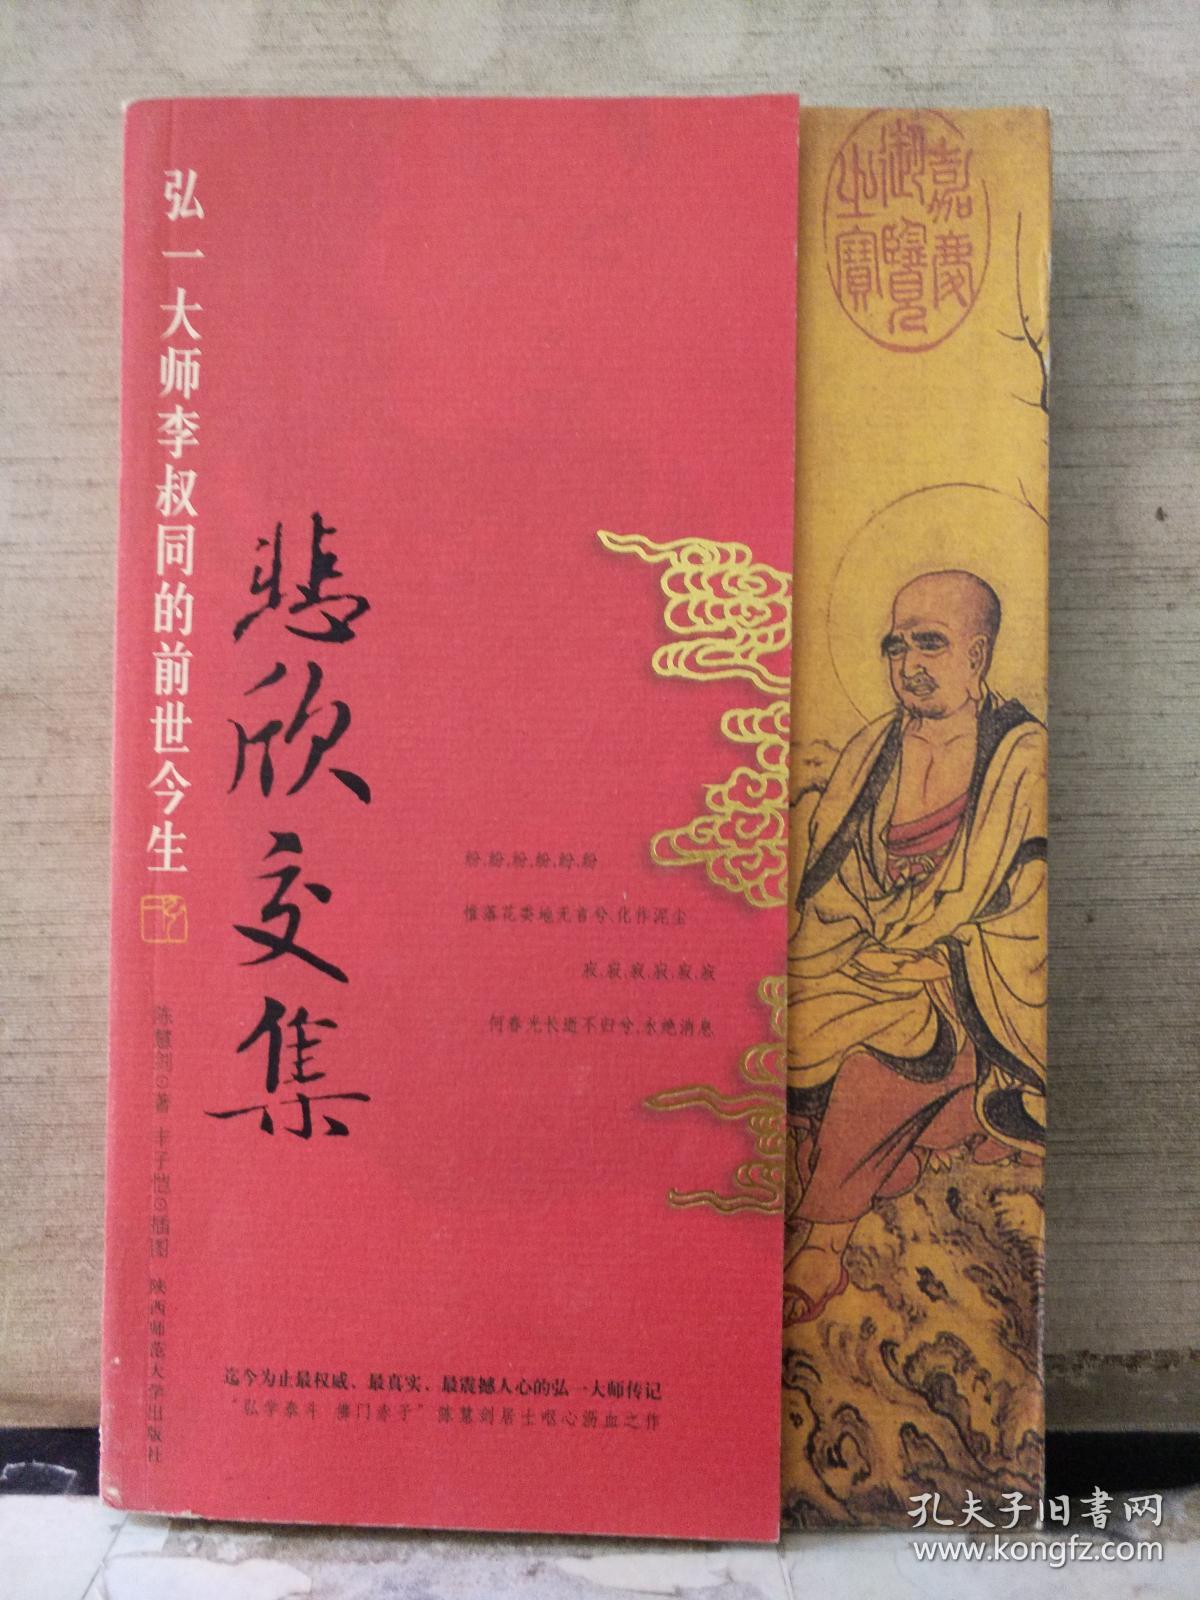 弘一大师李叔同的前世今生
悲欣交集
纷,纷,纷,纷,纷,纷
惟落花委地无言兮,化作泥尘
寂,寂,寂,寂,寂,寂
何春光长逝不归兮,永绝消息
陈慧剑⊙著 丰子恺⊙插图 陕西师范大学出版社
迄今为止最权威、最真实、最震撼人心的弘一大师传记
“弘学泰斗 佛门赤子”陈慧剑居士呕心沥血之作
嘉慶
御覽
之寶
孔夫子旧书网
www.kongfz.com